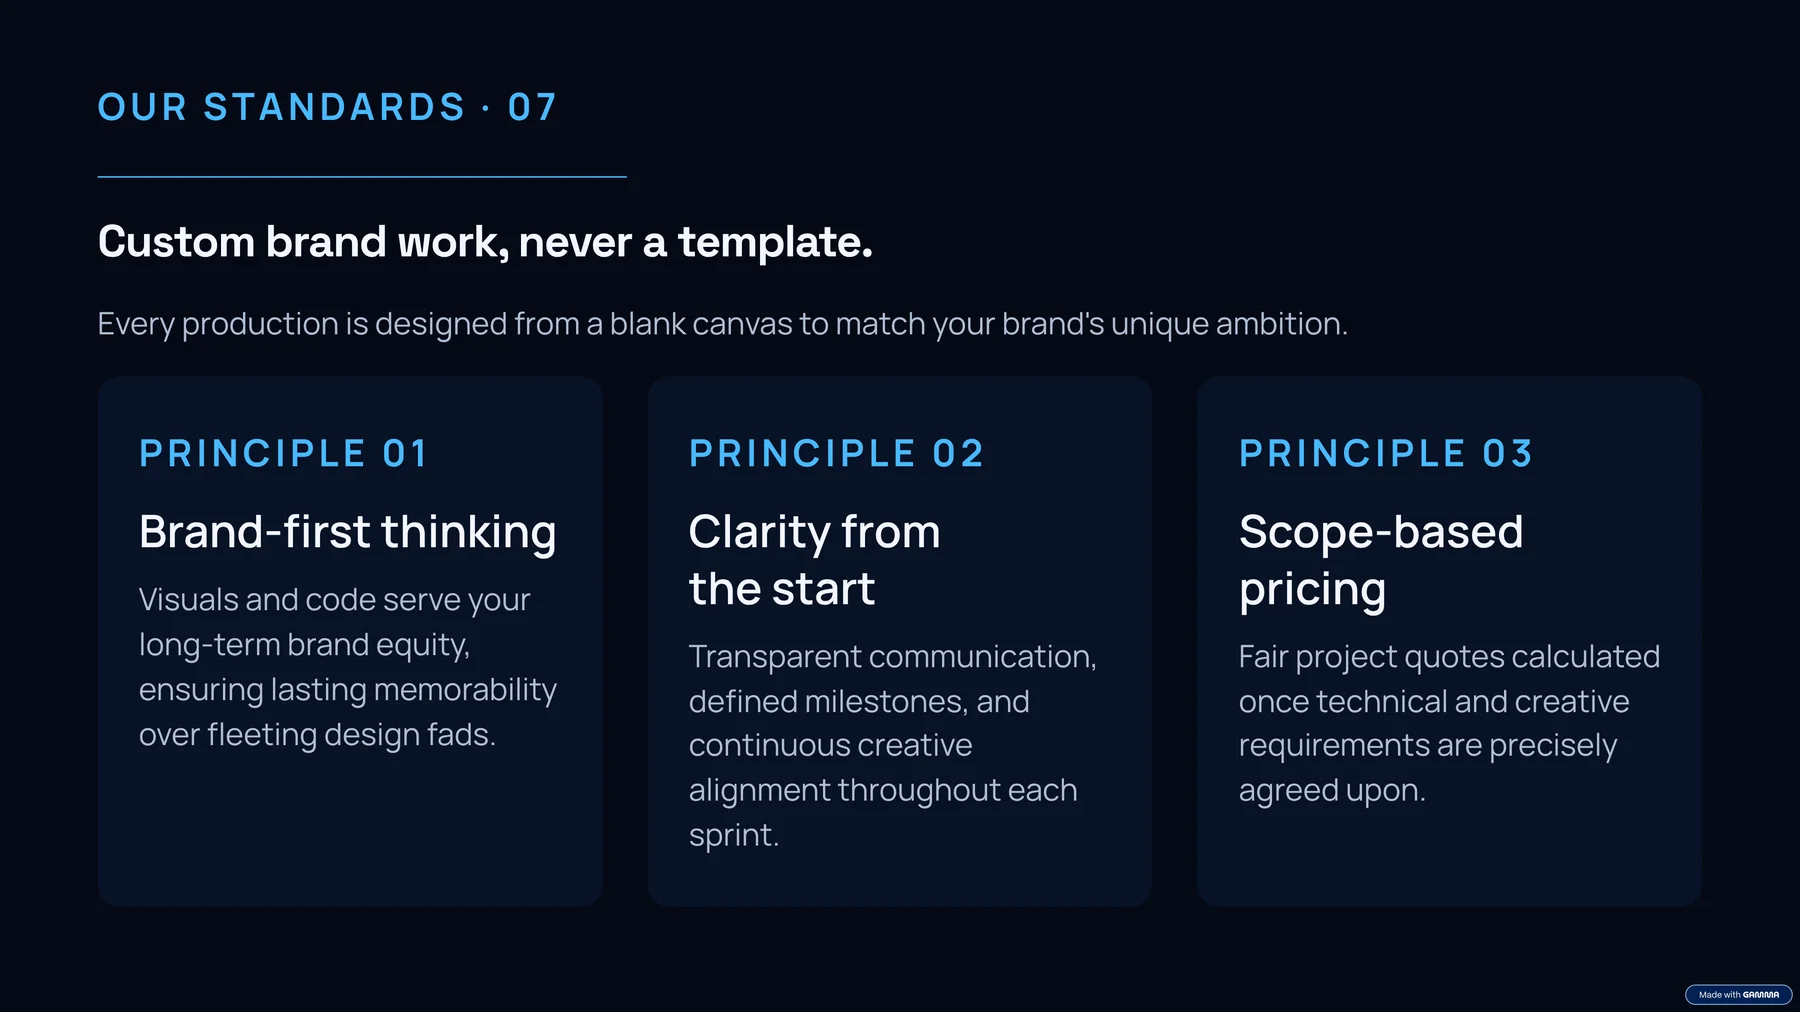 OUR STANDARDS · 07
Custom brand work, never a template.
Every production is designed from a blank canvas to match your brand's unique ambition.
PRINCIPLE 01
Brand-first thinking
Visuals and code serve your
long-term brand equity,
ensuring lasting memorability
over fleeting design fads.
PRINCIPLE 02
Clarity from
the start
Transparent communication,
defined milestones, and
continuous creative
alignment throughout each
sprint.
PRINCIPLE 03
Scope-based
pricing
Fair project quotes calculated
once technical and creative
requirements are precisely
agreed upon.
Made with GAMMA